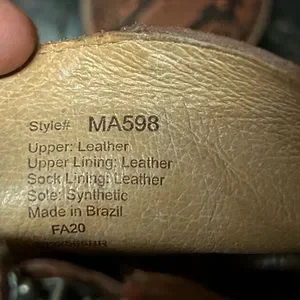 Style# MA598
Upper: Leather
Upper Lining: Leather
Sock Lining: Leather
Sole: Synthetic
Made in Brazil
FA20